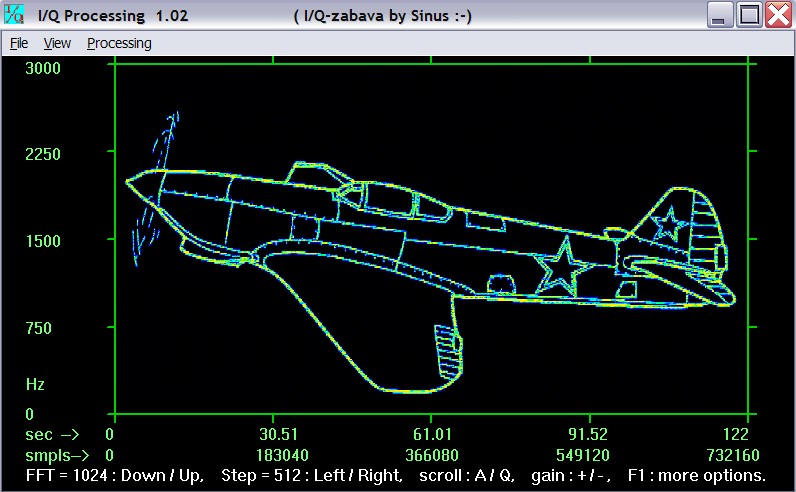 I/Q Processing 1.02 ( I/Q-zabava by Sinus :-)
File View Processing
3000
2250
1500
750
Hz
0
sec -> 0 30.51 61.01 91.52 122
smpls-> 0 183040 366080 549120 732160
FFT = 1024 : Down / Up, Step = 512 : Left / Right, scroll : A / Q, gain : + / - , F1 : more options.